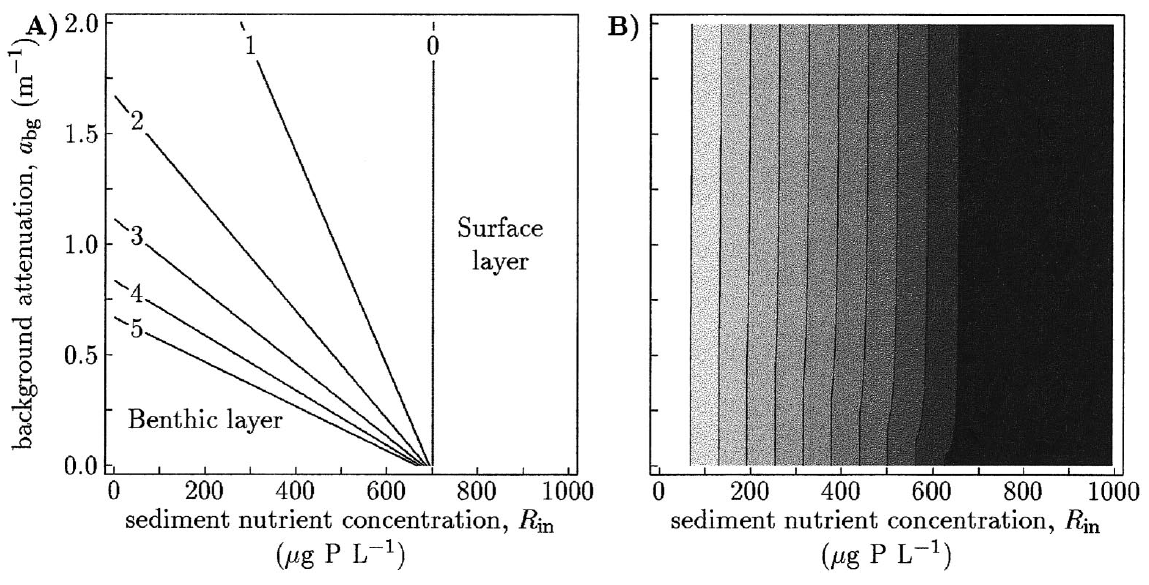 A)
background attenuation, a_bg (m⁻¹)
2.0
1.5
1.0
0.5
0.0
1
0
2
3
4
5
Surface
layer
Benthic layer
0 200 400 600 800 1000
sediment nutrient concentration, R_in
(μg P L⁻¹)
B)
0 200 400 600 800 1000
sediment nutrient concentration, R_in
(μg P L⁻¹)